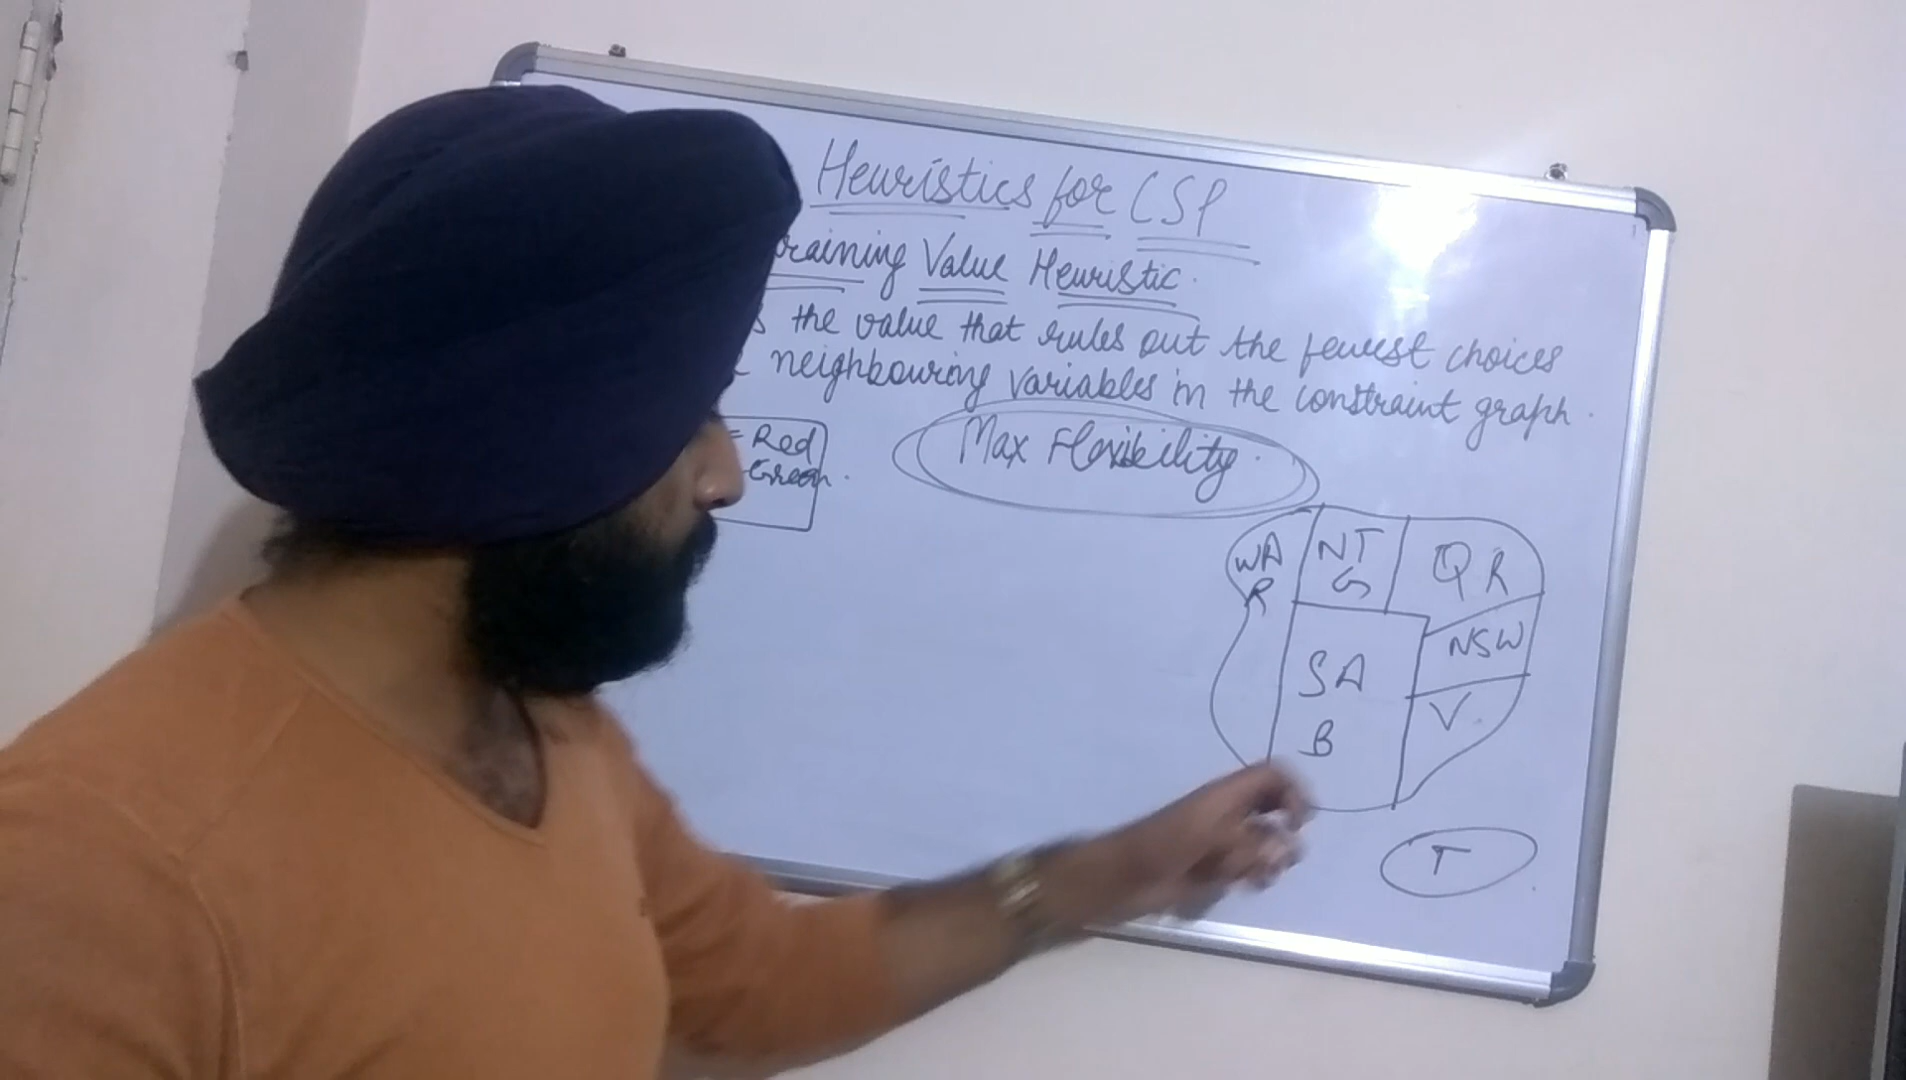 Heuristics for CSP
raining Value Heuristic.
s the value that rules out the fewest choices
neighbouring variables in the constraint graph.
= Red
Green.
Max Flexibility
WA NT Q R
R G
NSW
SA
V
B
T